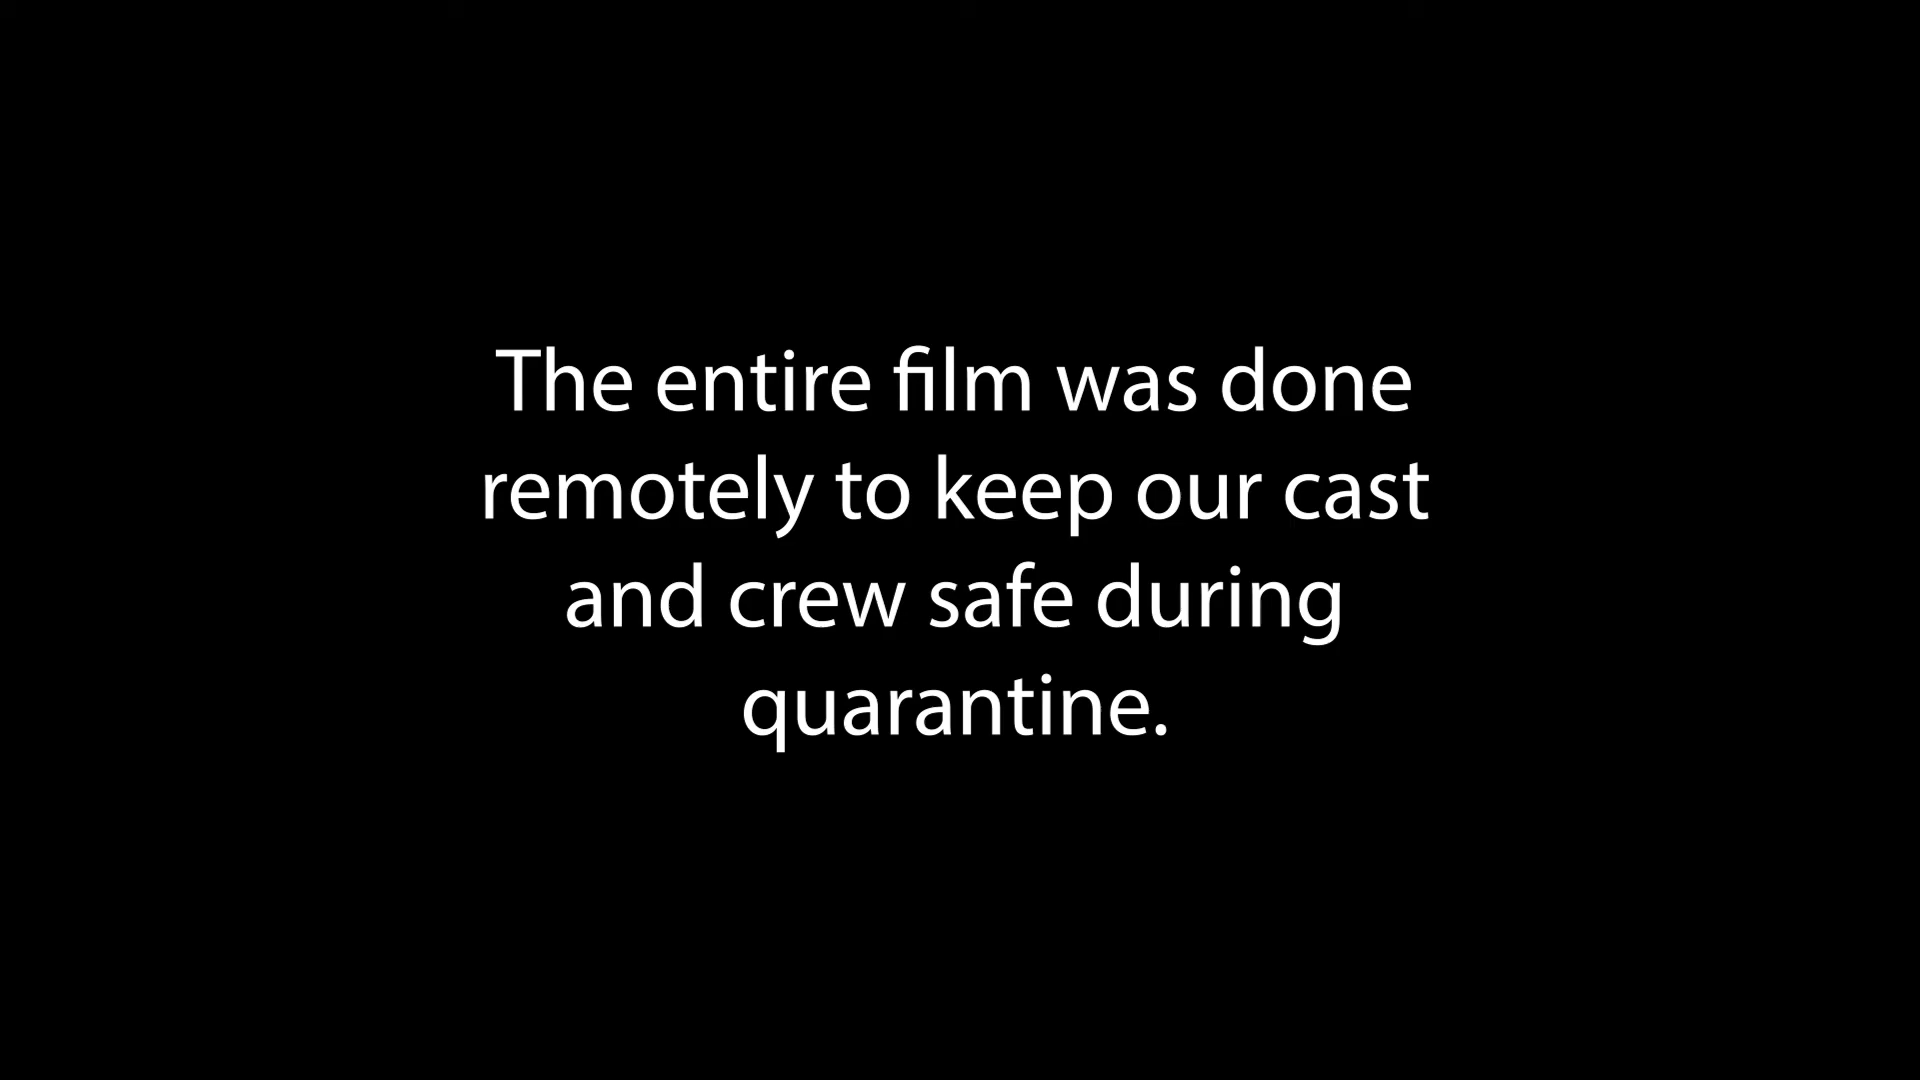 The entire film was done
remotely to keep our cast
and crew safe during
quarantine.